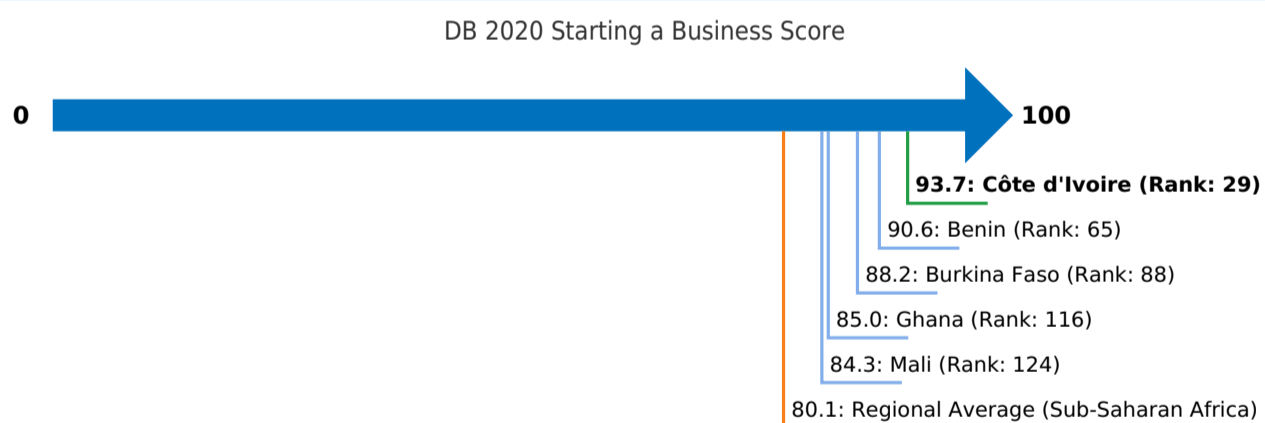 DB 2020 Starting a Business Score
0
100
93.7: Côte d'Ivoire (Rank: 29)
90.6: Benin (Rank: 65)
88.2: Burkina Faso (Rank: 88)
85.0: Ghana (Rank: 116)
84.3: Mali (Rank: 124)
80.1: Regional Average (Sub-Saharan Africa)